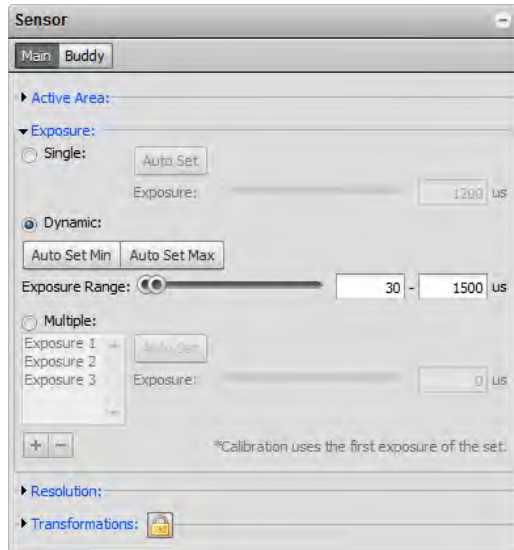 Sensor
Main Buddy
Active Area:
Exposure:
Single:
Auto Set
Exposure: 1200 us
Dynamic:
Auto Set Min Auto Set Max
Exposure Range: 30 - 1500 us
Multiple:
Exposure 1
Exposure 2
Exposure 3
Auto Set
Exposure: 0 us
+ -
*Calibration uses the first exposure of the set.
Resolution:
Transformations: